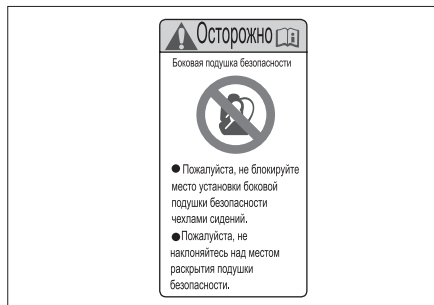 Осторожно
Боковая подушка безопасности
● Пожалуйста, не блокируйте
место установки боковой
подушки безопасности
чехлами сидений.
● Пожалуйста, не
наклоняйтесь над местом
раскрытия подушки
безопасности.